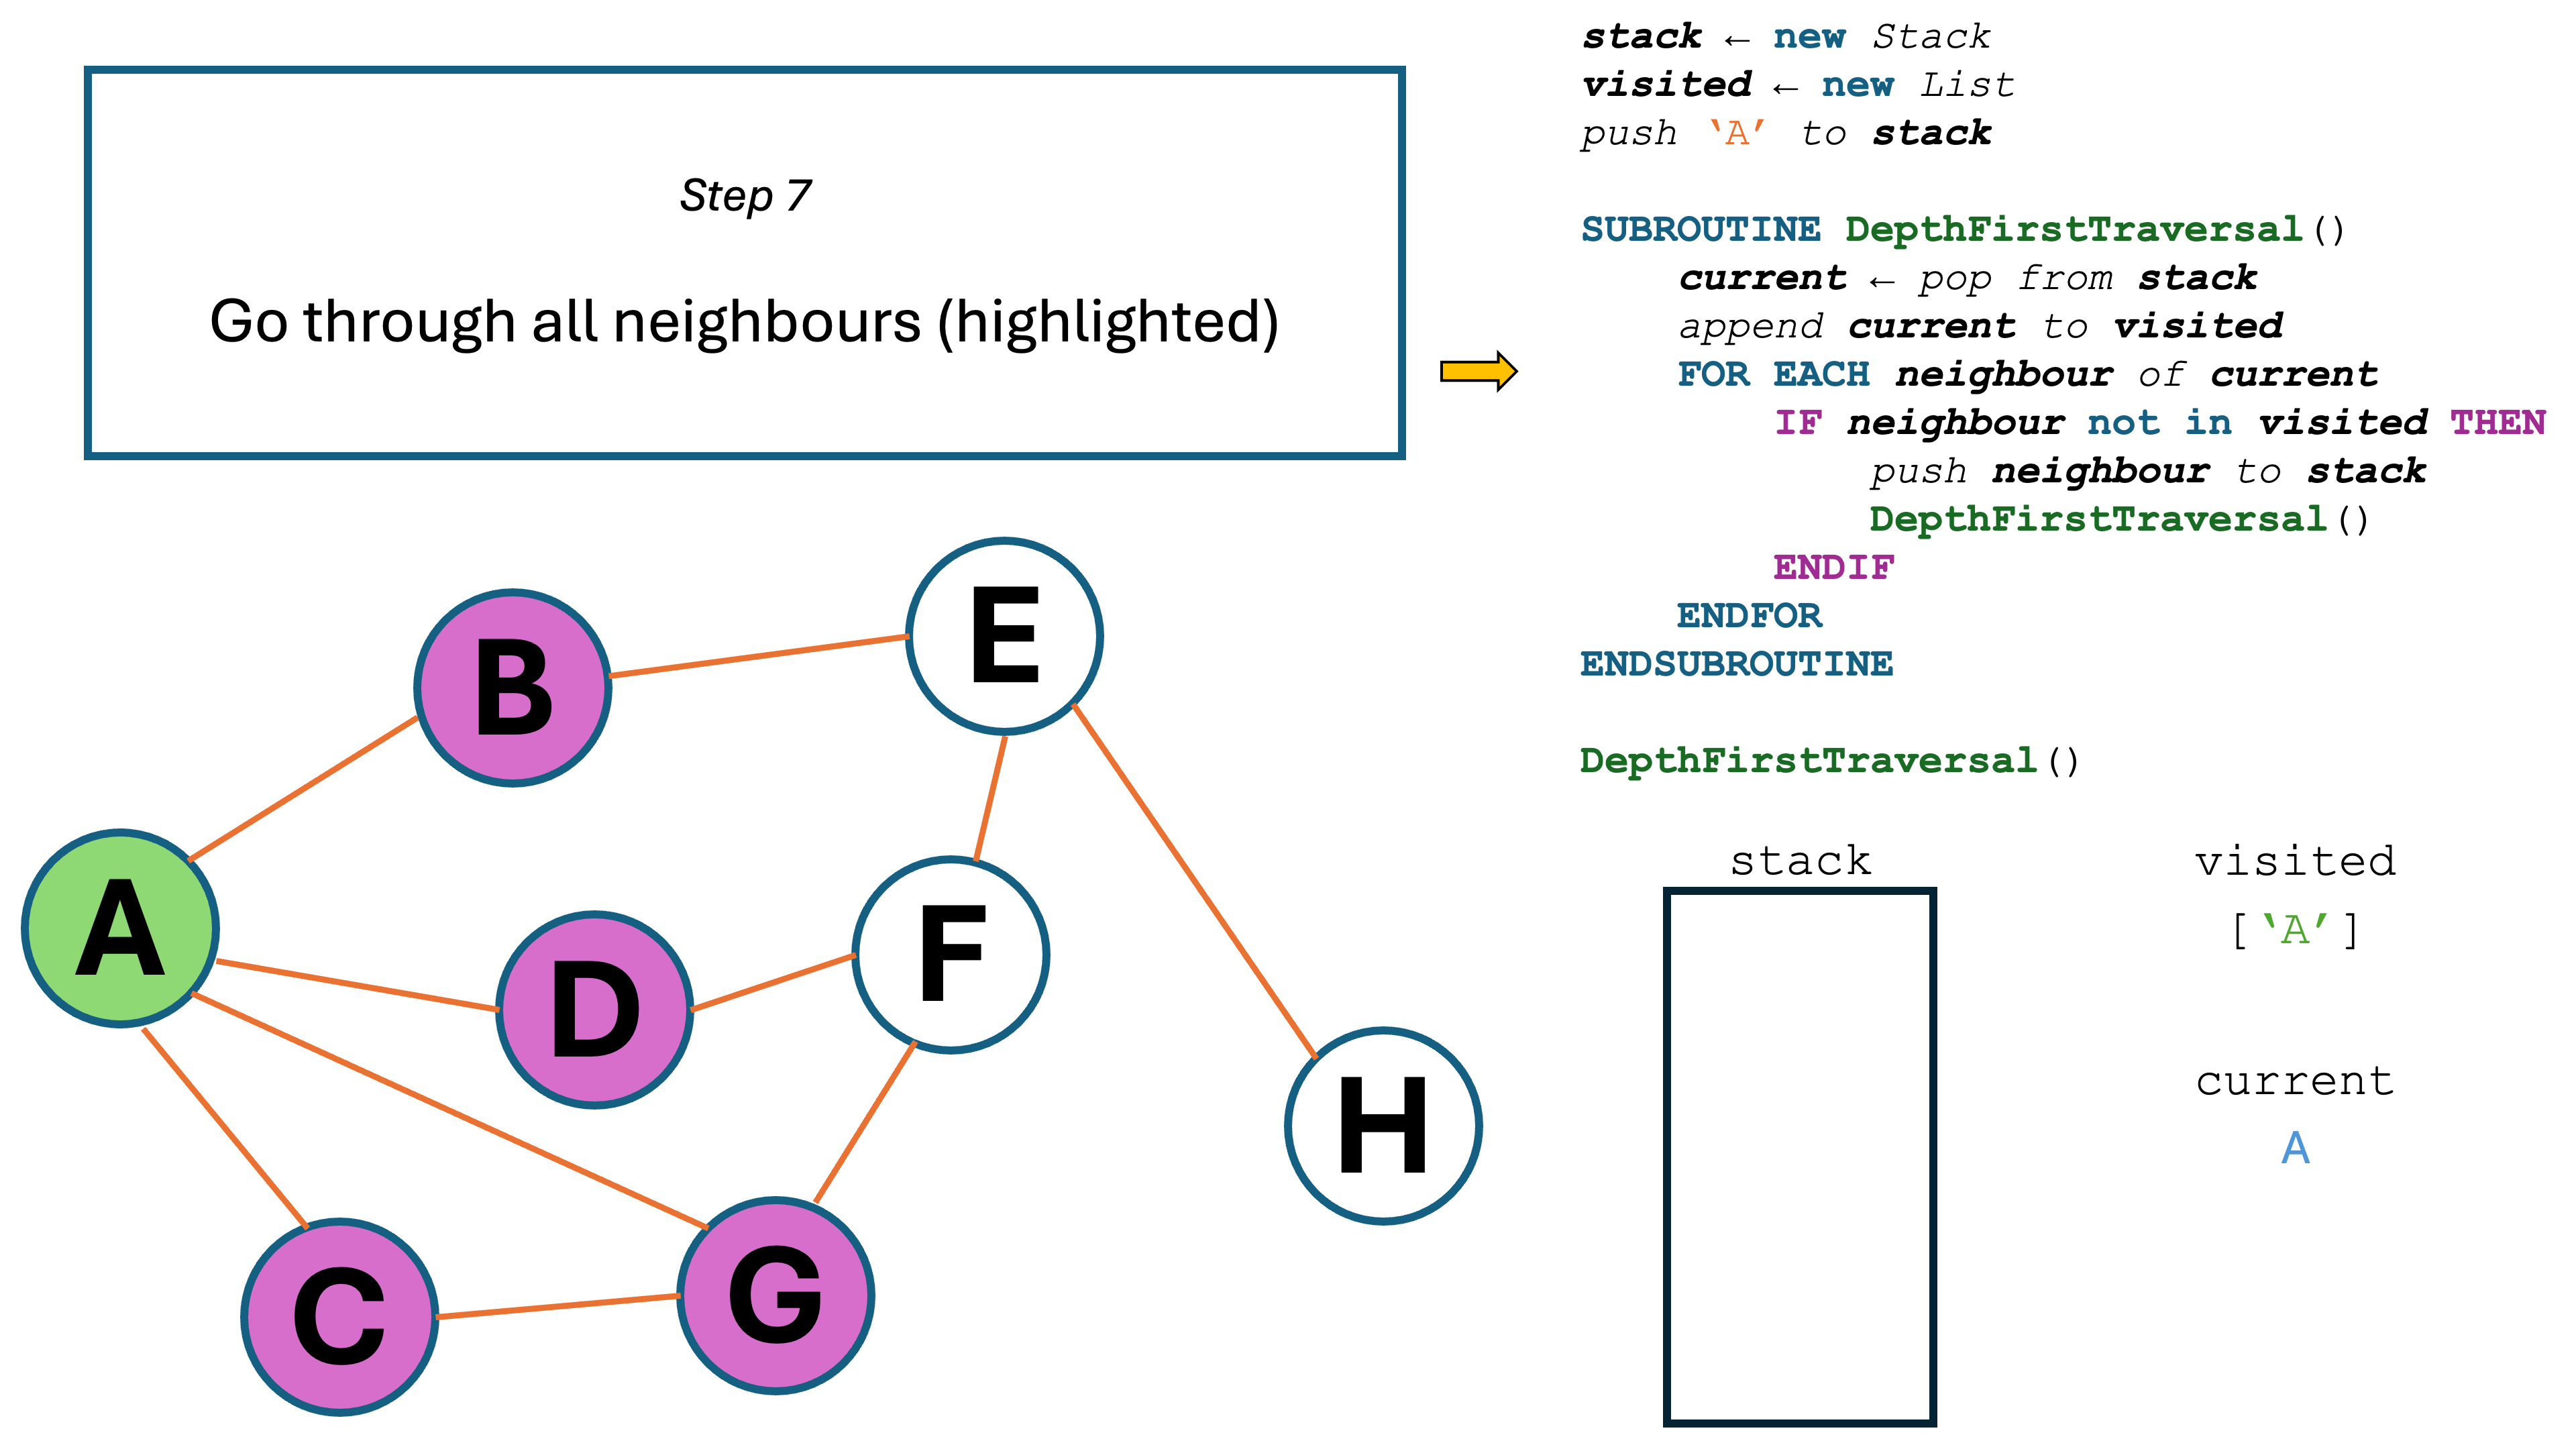 Step 7
Go through all neighbours (highlighted)
stack ← new Stack
visited ← new List
push ‘A’ to stack
SUBROUTINE DepthFirstTraversal()
current ← pop from stack
append current to visited
FOR EACH neighbour of current
IF neighbour not in visited THEN
push neighbour to stack
DepthFirstTraversal()
ENDIF
ENDFOR
ENDSUBROUTINE
DepthFirstTraversal()
E
B
A
F
D
H
G
C
stack
visited
[‘A’]
current
A